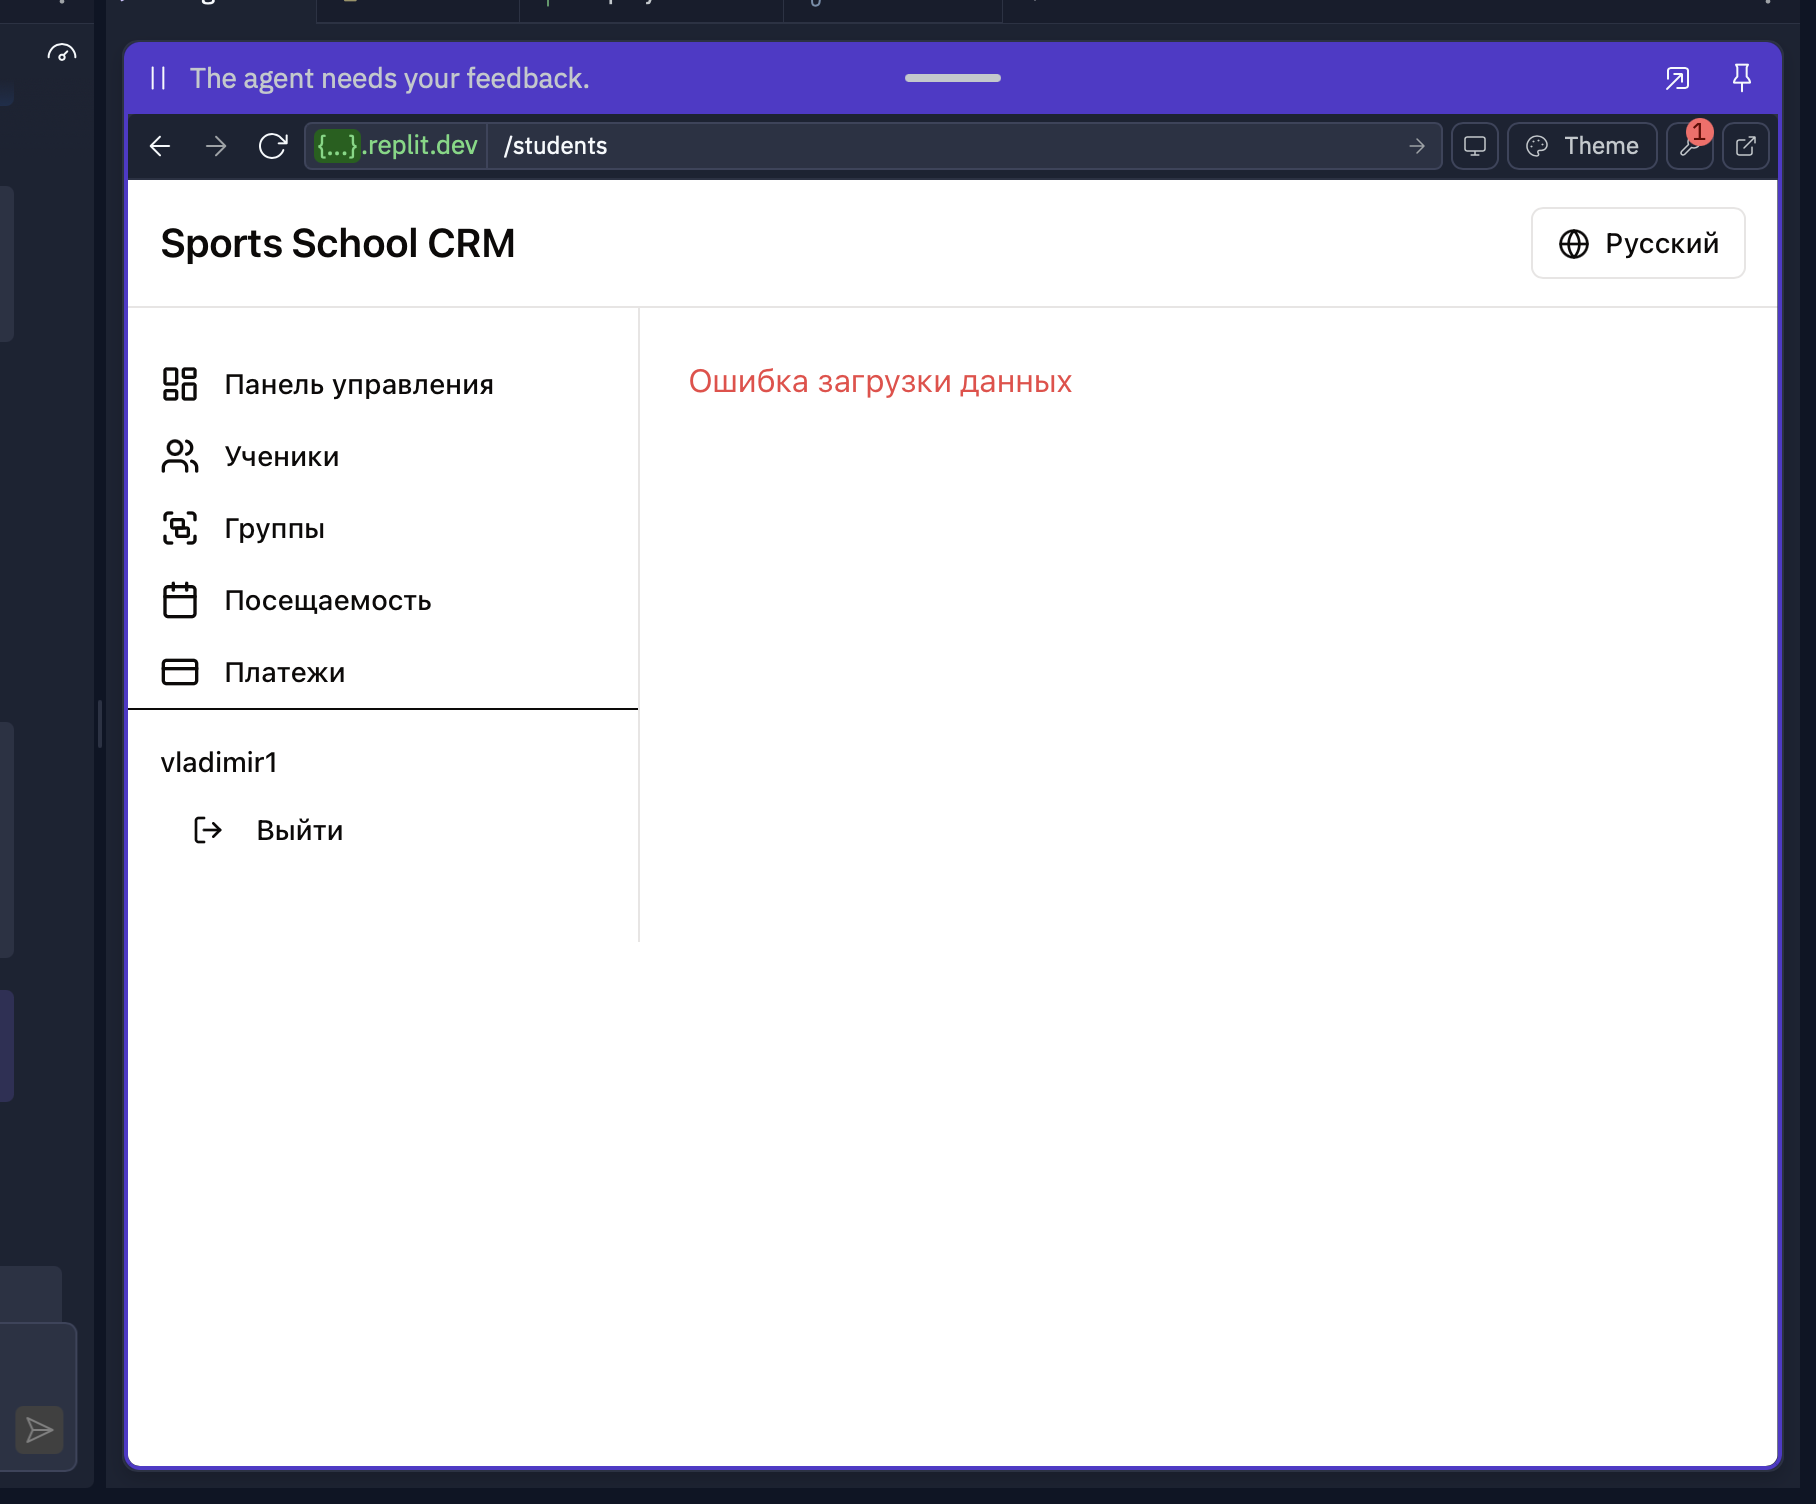 The agent needs your feedback.
{...}.replit.dev /students
Theme
1
Sports School CRM
Русский
Панель управления
Ошибка загрузки данных
Ученики
Группы
Посещаемость
Платежи
vladimir1
Выйти